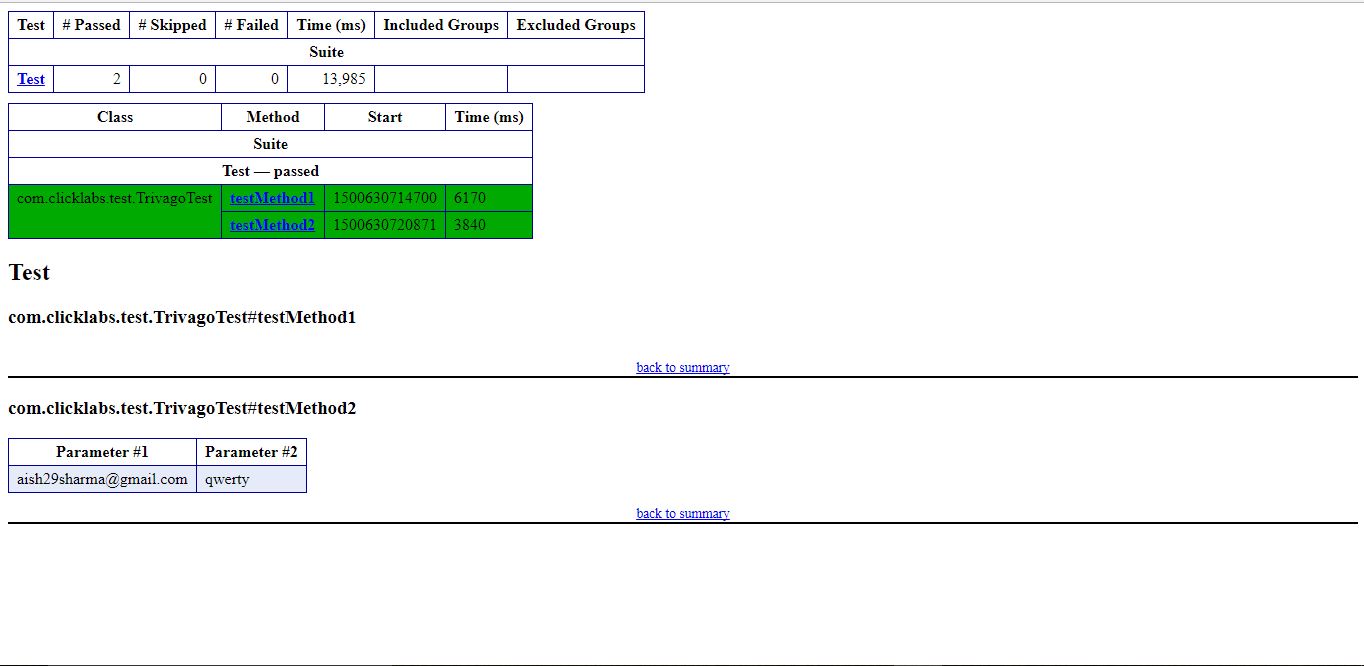 Test # Passed # Skipped # Failed Time (ms) Included Groups Excluded Groups
Suite
Test 2 0 0 13,985
Class Method Start Time (ms)
Suite
Test — passed
com.clicklabs.test.TrivagoTest testMethod1 1500630714700 6170
testMethod2 1500630720871 3840
Test
com.clicklabs.test.TrivagoTest#testMethod1
back to summary
com.clicklabs.test.TrivagoTest#testMethod2
Parameter #1 Parameter #2
aish29sharma@gmail.com qwerty
back to summary